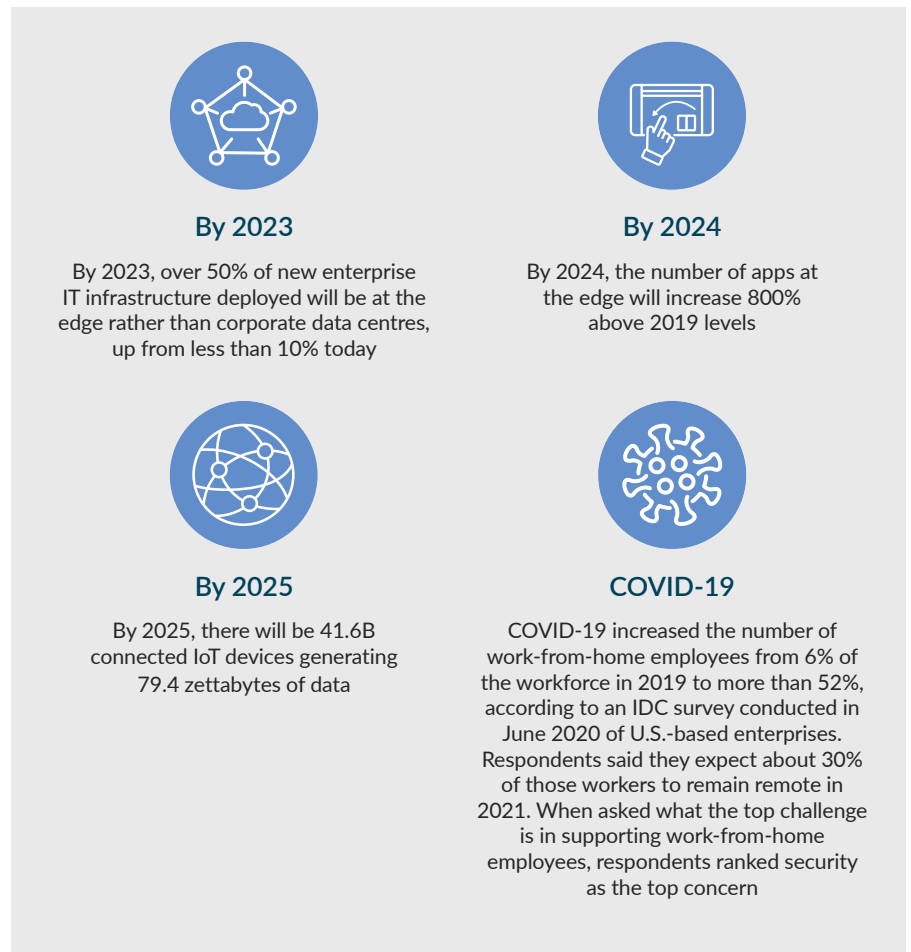 By 2023
By 2023, over 50% of new enterprise
IT infrastructure deployed will be at the
edge rather than corporate data centres,
up from less than 10% today
By 2024
By 2024, the number of apps at
the edge will increase 800%
above 2019 levels
By 2025
By 2025, there will be 41.6B
connected IoT devices generating
79.4 zettabytes of data
COVID-19
COVID-19 increased the number of
work-from-home employees from 6% of
the workforce in 2019 to more than 52%,
according to an IDC survey conducted in
June 2020 of U.S.-based enterprises.
Respondents said they expect about 30%
of those workers to remain remote in
2021. When asked what the top challenge
is in supporting work-from-home
employees, respondents ranked security
as the top concern